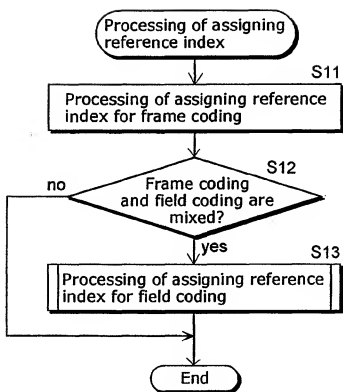 Processing of assigning
reference index
S11
Processing of assigning reference
index for frame coding
S12
Frame coding
and field coding are
mixed?
no
yes
S13
Processing of assigning reference
index for field coding
End